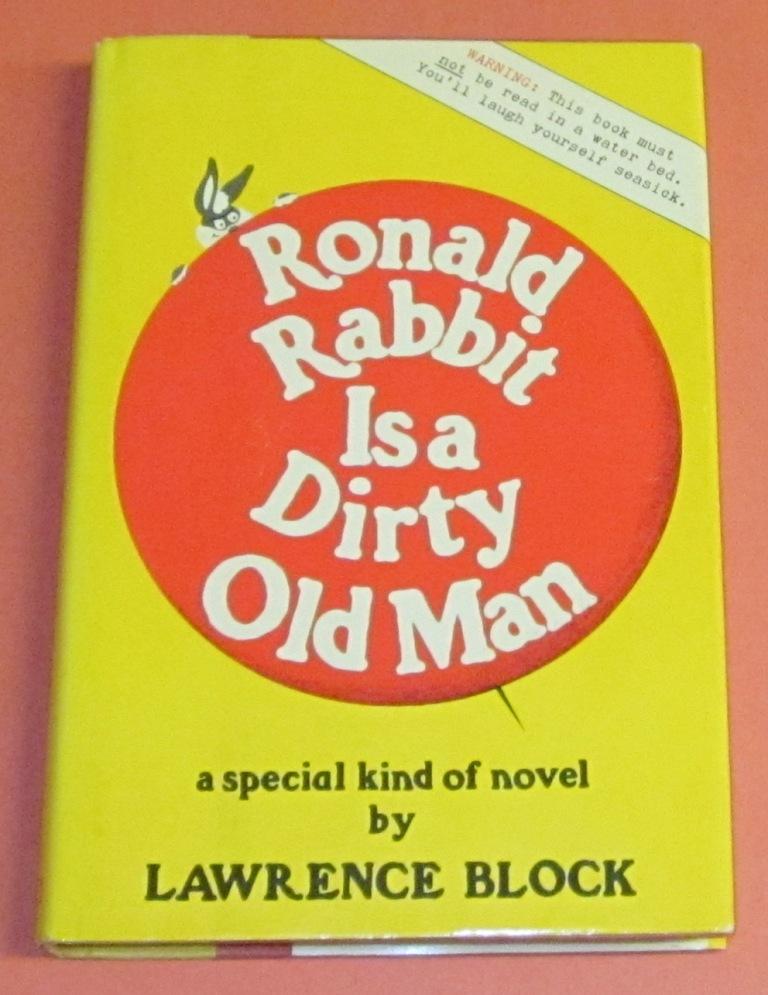 WARNING: This book must
not be read in a water bed.
You'll laugh yourself seasick.
Ronald
Rabbit
Is a
Dirty
Old Man
a special kind of novel
by
LAWRENCE BLOCK